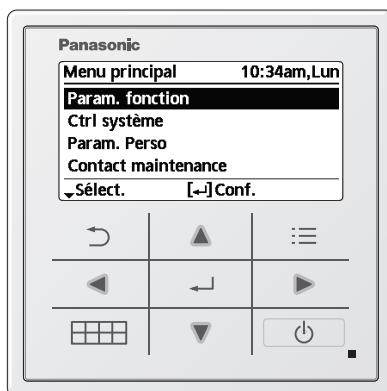 Panasonic
Menu principal 10:34am,Lun
Param. fonction
Ctrl système
Param. Perso
Contact maintenance
Sélect. [↵]Conf.